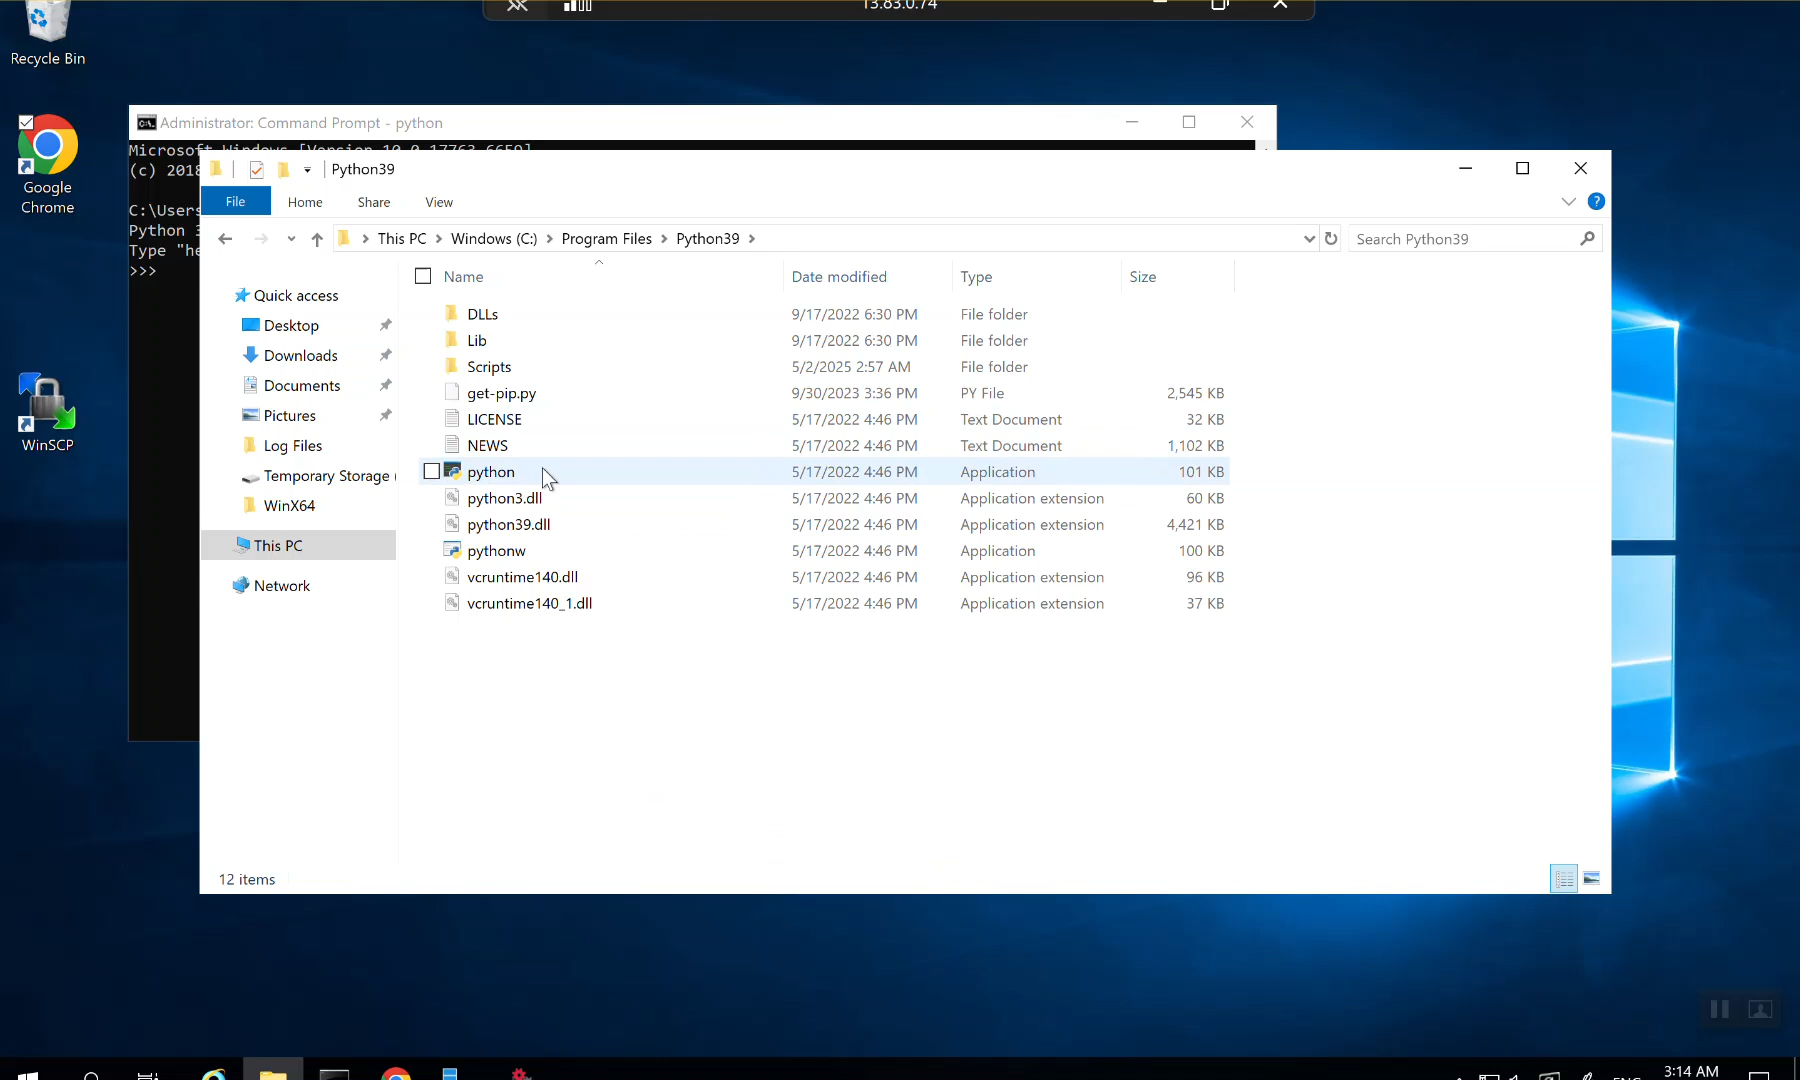 13.83.0.74
Recycle Bin
Google
Chrome
WinSCP
Administrator: Command Prompt - python
Microsoft Windows [Version 10.0.17763.6659]
(c) 2018
C:\Users
Python 3
Type "he
>>>
Python39
File Home Share View
This PC > Windows (C:) > Program Files > Python39 >
Search Python39
Name Date modified Type Size
Quick access
Desktop
Downloads
Documents
Pictures
Log Files
Temporary Storage (
WinX64
This PC
Network
DLLs 9/17/2022 6:30 PM File folder
Lib 9/17/2022 6:30 PM File folder
Scripts 5/2/2025 2:57 AM File folder
get-pip.py 9/30/2023 3:36 PM PY File 2,545 KB
LICENSE 5/17/2022 4:46 PM Text Document 32 KB
NEWS 5/17/2022 4:46 PM Text Document 1,102 KB
python 5/17/2022 4:46 PM Application 101 KB
python3.dll 5/17/2022 4:46 PM Application extension 60 KB
python39.dll 5/17/2022 4:46 PM Application extension 4,421 KB
pythonw 5/17/2022 4:46 PM Application 100 KB
vcruntime140.dll 5/17/2022 4:46 PM Application extension 96 KB
vcruntime140_1.dll 5/17/2022 4:46 PM Application extension 37 KB
12 items
3:14 AM